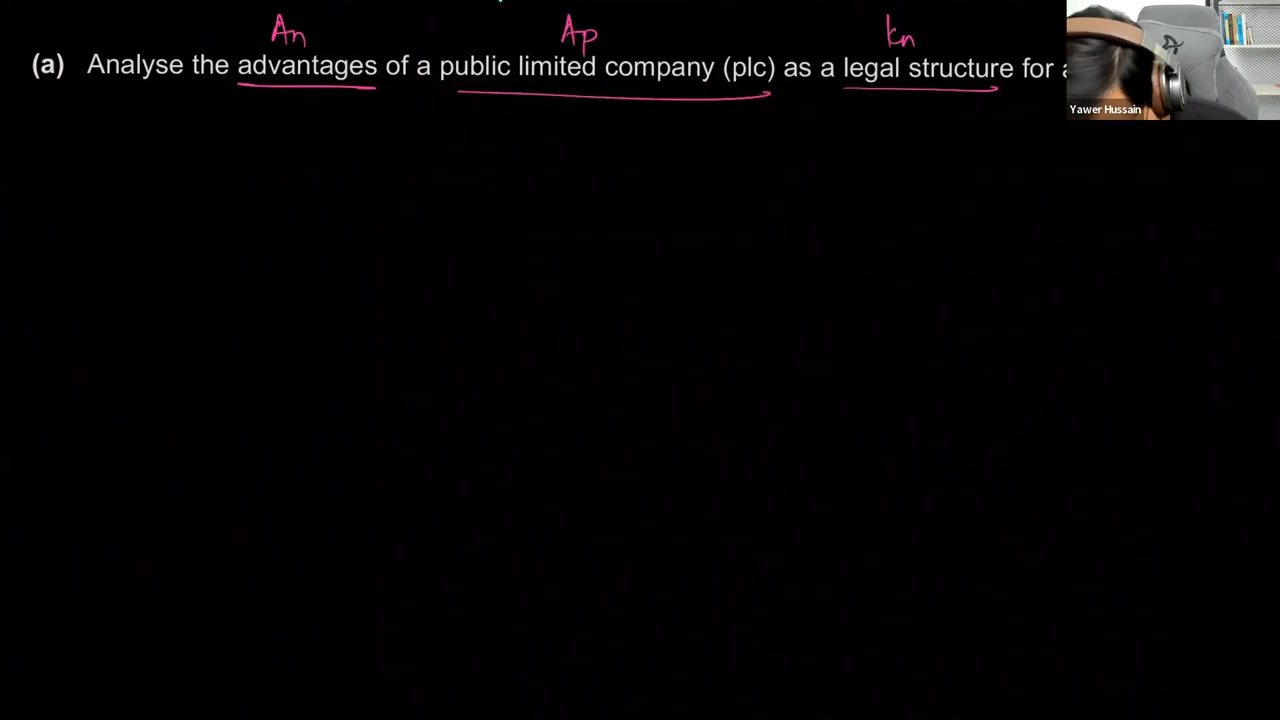 An Ap Kn
(a) Analyse the advantages of a public limited company (plc) as a legal structure for
Yawer Hussain